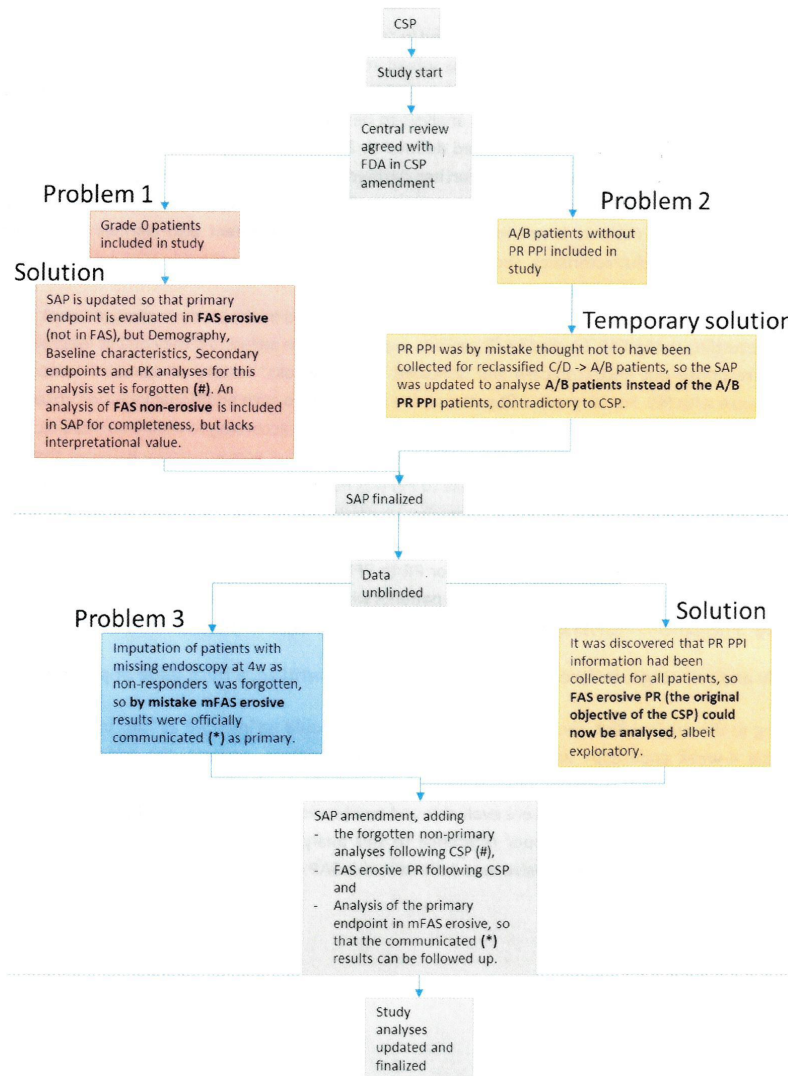 CSP
Study start
Central review
agreed with
FDA in CSP
amendment
Problem 1
Grade 0 patients
included in study
Solution
SAP is updated so that primary
endpoint is evaluated in FAS erosive
(not in FAS), but Demography,
Baseline characteristics, Secondary
endpoints and PK analyses for this
analysis set is forgotten (#). An
analysis of FAS non-erosive is included
in SAP for completeness, but lacks
interpretational value.
Problem 2
A/B patients without
PR PPI included in
study
Temporary solution
PR PPI was by mistake thought not to have been
collected for reclassified C/D -> A/B patients, so the SAP
was updated to analyse A/B patients instead of the A/B
PR PPI patients, contradictory to CSP.
SAP finalized
Data
unblinded
Problem 3
Imputation of patients with
missing endoscopy at 4w as
non-responders was forgotten,
so by mistake mFAS erosive
results were officially
communicated (*) as primary.
Solution
It was discovered that PR PPI
information had been
collected for all patients, so
FAS erosive PR (the original
objective of the CSP) could
now be analysed, albeit
exploratory.
SAP amendment, adding
- the forgotten non-primary
analyses following CSP (#),
- FAS erosive PR following CSP
and
- Analysis of the primary
endpoint in mFAS erosive, so
that the communicated (*)
results can be followed up.
Study
analyses
updated and
finalized